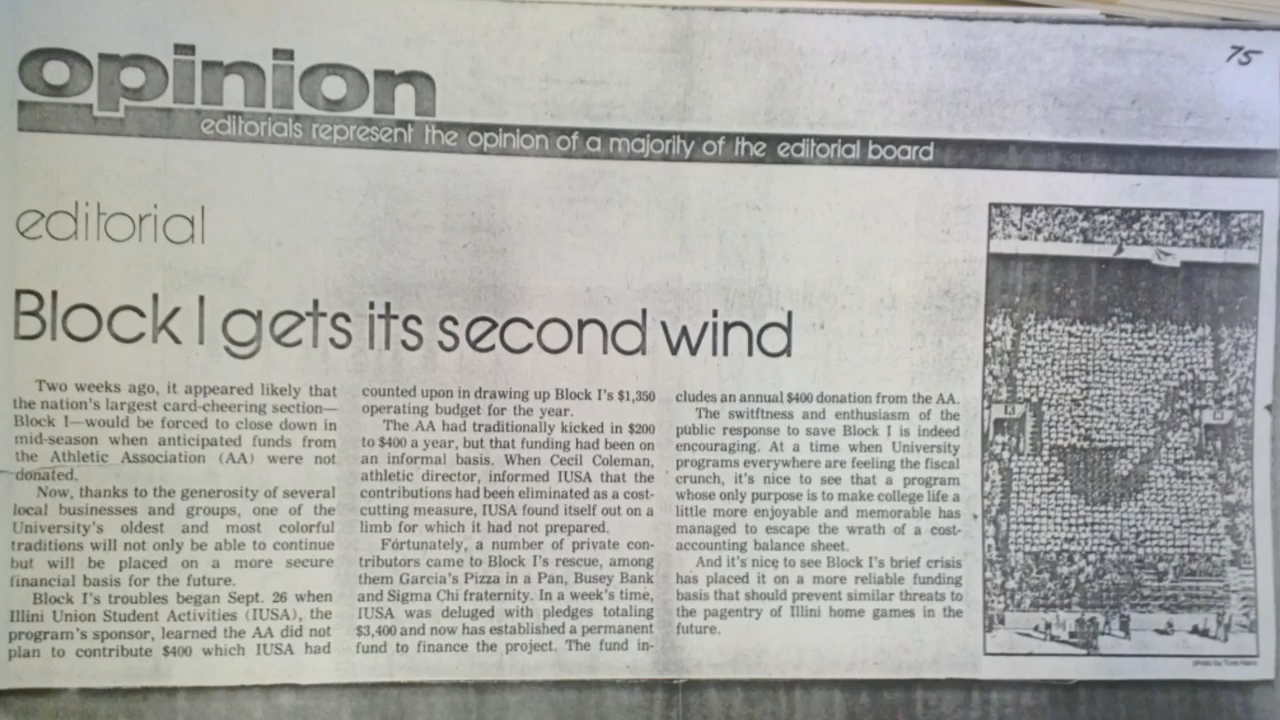 75
opinion
editorials represent the opinion of a majority of the editorial board
editorial
Block I gets its second wind
Two weeks ago, it appeared likely that
the nation's largest card-cheering section—
Block I—would be forced to close down in
mid-season when anticipated funds from
the Athletic Association (AA) were not
donated.
Now, thanks to the generosity of several
local businesses and groups, one of the
University's oldest and most colorful
traditions will not only be able to continue
but will be placed on a more secure
financial basis for the future.
Block I's troubles began Sept. 26 when
Illini Union Student Activities (IUSA), the
program's sponsor, learned the AA did not
plan to contribute $400 which IUSA had
counted upon in drawing up Block I's $1,350
operating budget for the year.
The AA had traditionally kicked in $200
to $400 a year, but that funding had been on
an informal basis. When Cecil Coleman,
athletic director, informed IUSA that the
contributions had been eliminated as a cost-
cutting measure, IUSA found itself out on a
limb for which it had not prepared.
Fortunately, a number of private con-
tributors came to Block I's rescue, among
them Garcia's Pizza in a Pan, Busey Bank
and Sigma Chi fraternity. In a week's time,
IUSA was deluged with pledges totaling
$3,400 and now has established a permanent
fund to finance the project. The fund in-
cludes an annual $400 donation from the AA.
The swiftness and enthusiasm of the
public response to save Block I is indeed
encouraging. At a time when University
programs everywhere are feeling the fiscal
crunch, it's nice to see that a program
whose only purpose is to make college life a
little more enjoyable and memorable has
managed to escape the wrath of a cost-
accounting balance sheet.
And it's nice to see Block I's brief crisis
has placed it on a more reliable funding
basis that should prevent similar threats to
the pagentry of Illini home games in the
future.
photo by Tom